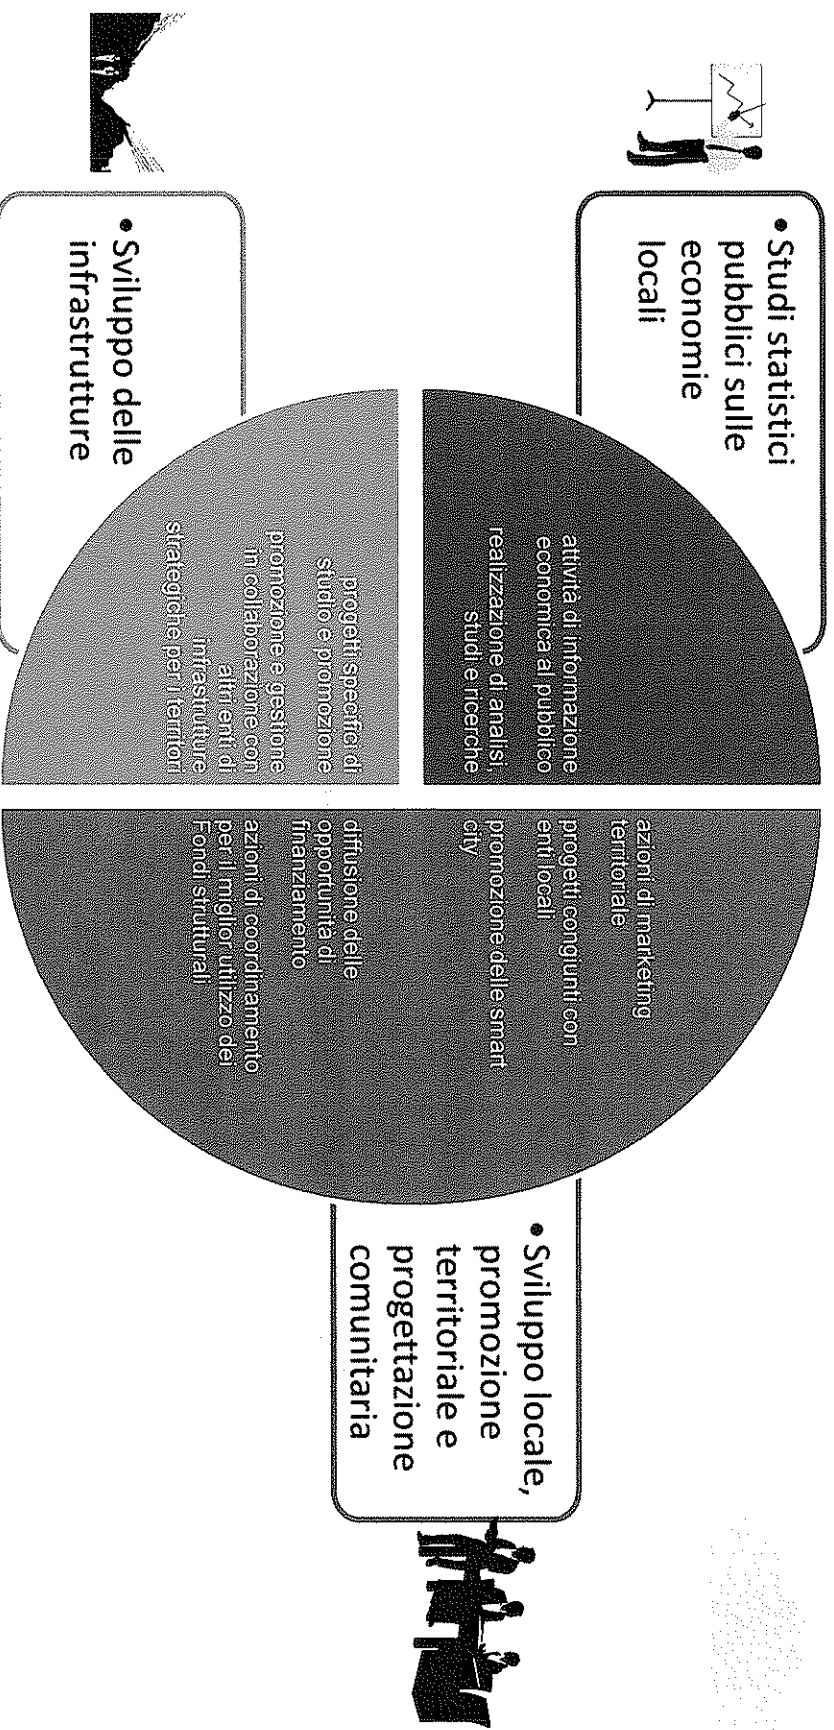 • Studi statistici
pubblici sulle
economie
locali
attività di informazione
economica al pubblico
realizzazione di analisi,
studi e ricerche
azioni di marketing
territoriale
progetti congiunti con
enti locali
promozione delle smart
city
diffusione delle
opportunità di
finanziamento
azioni di coordinamento
per il miglior utilizzo dei
Fondi strutturali
• Sviluppo locale,
promozione
territoriale e
progettazione
comunitaria
progetti specifici di
studio e promozione
promozione e gestione
in collaborazione con
altri enti di
infrastrutture
strategiche per i territori
• Sviluppo delle
infrastrutture